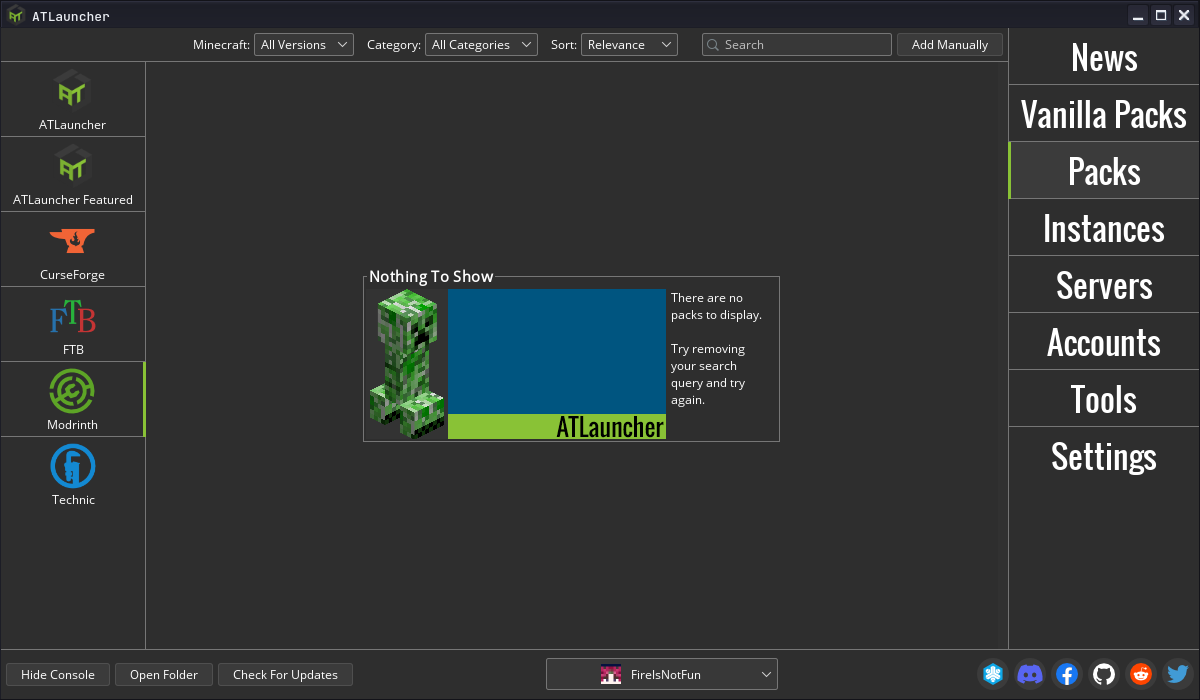 ATLauncher
Minecraft: All Versions Category: All Categories Sort: Relevance Search Add Manually
ATLauncher
ATLauncher Featured
CurseForge
FTB
FTB
Modrinth
Technic
Nothing To Show
There are no
packs to display.
Try removing
your search
query and try
again.
ATLauncher
News
Vanilla Packs
Packs
Instances
Servers
Accounts
Tools
Settings
Hide Console Open Folder Check For Updates FireIsNotFun